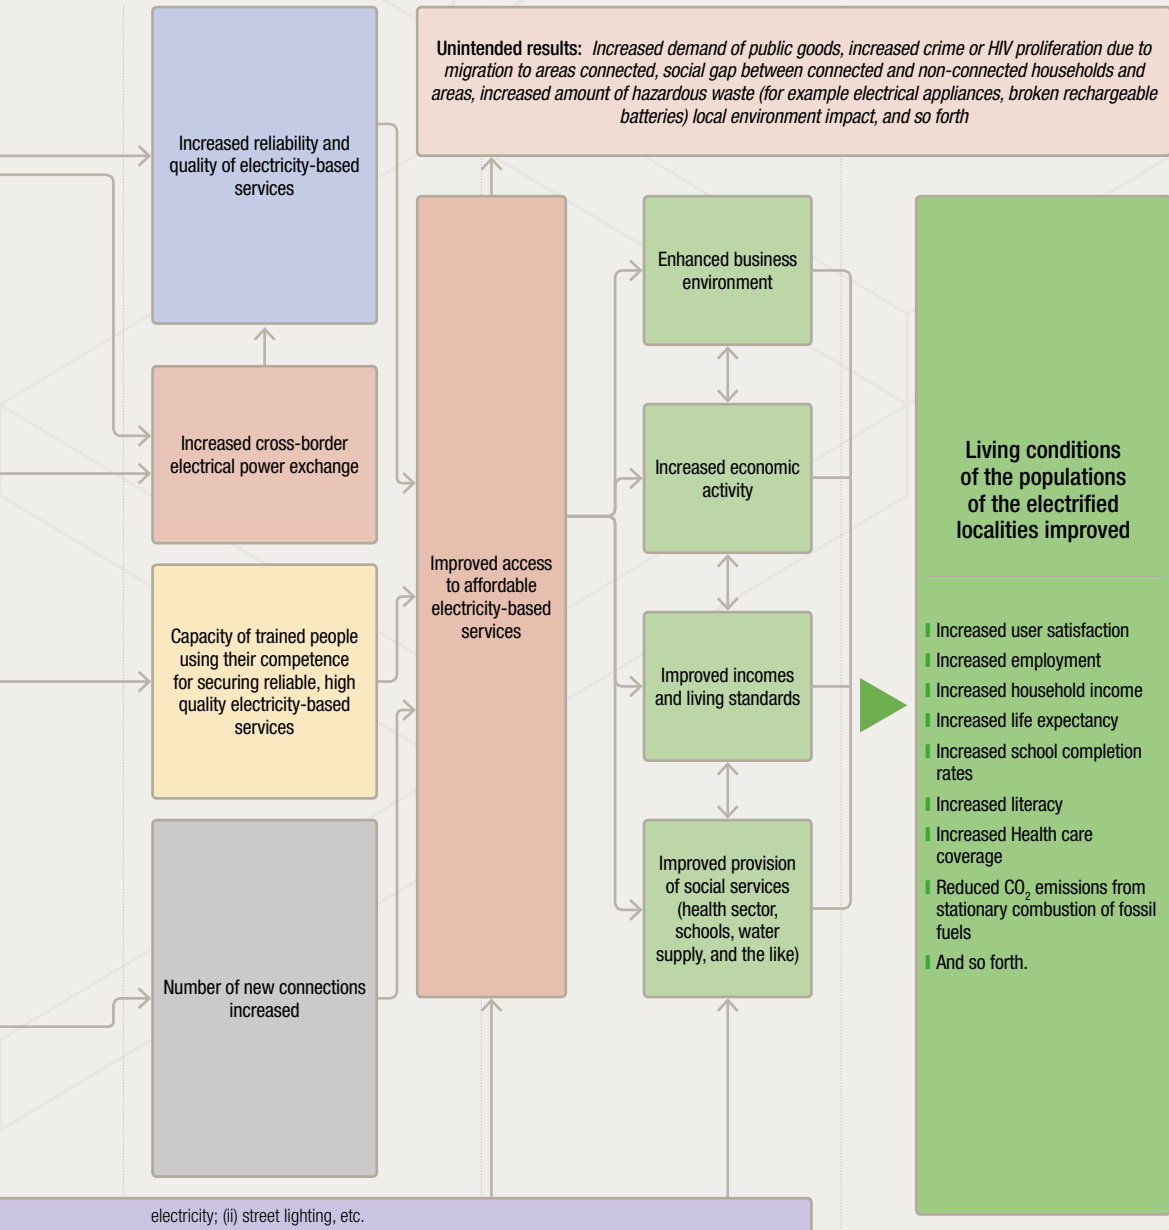 Unintended results: Increased demand of public goods, increased crime or HIV proliferation due to
migration to areas connected, social gap between connected and non-connected households and
areas, increased amount of hazardous waste (for example electrical appliances, broken rechargeable
batteries) local environment impact, and so forth
Increased reliability and
quality of electricity-based
services
Increased cross-border
electrical power exchange
Capacity of trained people
using their competence
for securing reliable, high
quality electricity-based
services
Number of new connections
increased
Improved access
to affordable
electricity-based
services
Enhanced business
environment
Increased economic
activity
Improved incomes
and living standards
Improved provision
of social services
(health sector,
schools, water
supply, and the like)
Living conditions
of the populations
of the electrified
localities improved
Increased user satisfaction
Increased employment
Increased household income
Increased life expectancy
Increased school completion
rates
Increased literacy
Increased Health care
coverage
Reduced CO2 emissions from
stationary combustion of fossil
fuels
And so forth.
electricity; (ii) street lighting, etc.